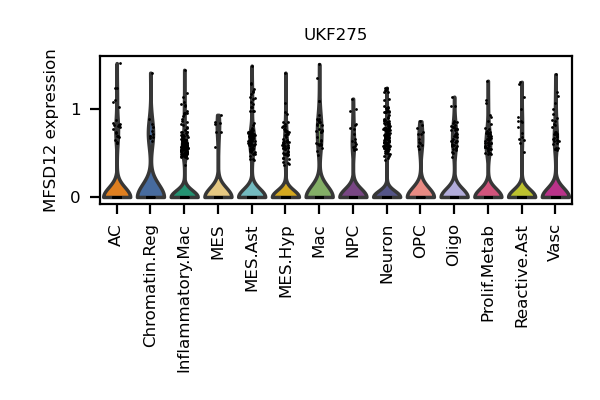 UKF275
MFSD12 expression
1
0
AC
Chromatin.Reg
Inflammatory.Mac
MES
MES.Ast
MES.Hyp
Mac
NPC
Neuron
OPC
Oligo
Prolif.Metab
Reactive.Ast
Vasc